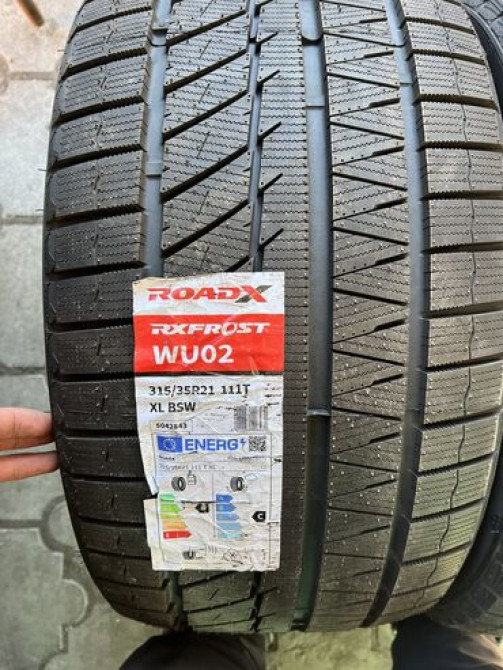 ROADX
RXFROST
WU02
315/35R21 111T
XL BSW
ENERG
C